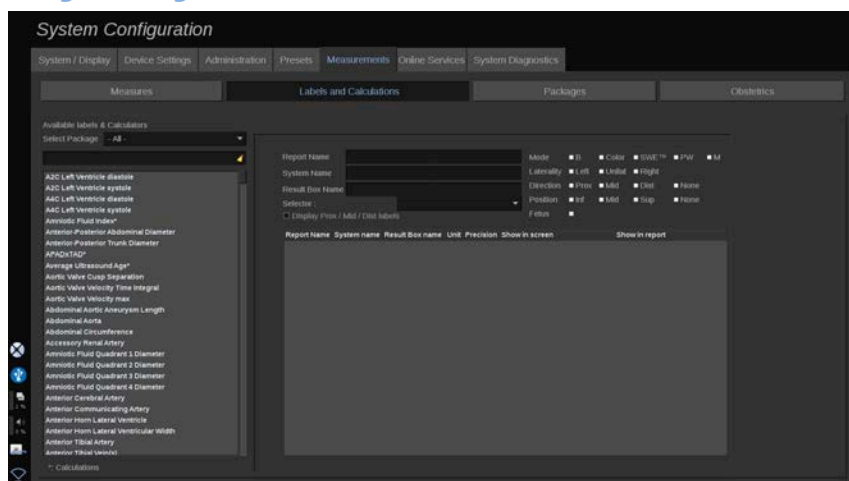 System Configuration
System / Display Device Settings Administration Presets Measurements Online Services System Diagnostics
Measures Labels and Calculations Packages Obstetrics
Available labels & Calculators
Select Package - All -
A2C Left Ventricle diastole
A2C Left Ventricle systole
A4C Left Ventricle diastole
A4C Left Ventricle systole
Amniotic Fluid Index*
Anterior-Posterior Abdominal Diameter
Anterior-Posterior Trunk Diameter
APADxTAD*
Average Ultrasound Age*
Aortic Valve Cusp Separation
Aortic Valve Velocity Time Integral
Aortic Valve Velocity max
Abdominal Aortic Aneurysm Length
Abdominal Aorta
Abdominal Circumference
Accessory Renal Artery
Amniotic Fluid Quadrant 1 Diameter
Amniotic Fluid Quadrant 2 Diameter
Amniotic Fluid Quadrant 3 Diameter
Amniotic Fluid Quadrant 4 Diameter
Anterior Cerebral Artery
Anterior Communicating Artery
Anterior Horn Lateral Ventricle
Anterior Horn Lateral Ventricular Width
Anterior Tibial Artery
Anterior Tibial Vein(s)
*: Calculations
Report Name Mode B Color SWE™ PW M
System Name Laterality Left Unilat Right
Result Box Name Direction Prox Mid Dist None
Selector : Position Inf Mid Sup None
Display Prox / Mid / Dist labels Fetus
Report Name System name Result Box name Unit Precision Show in screen Show in report